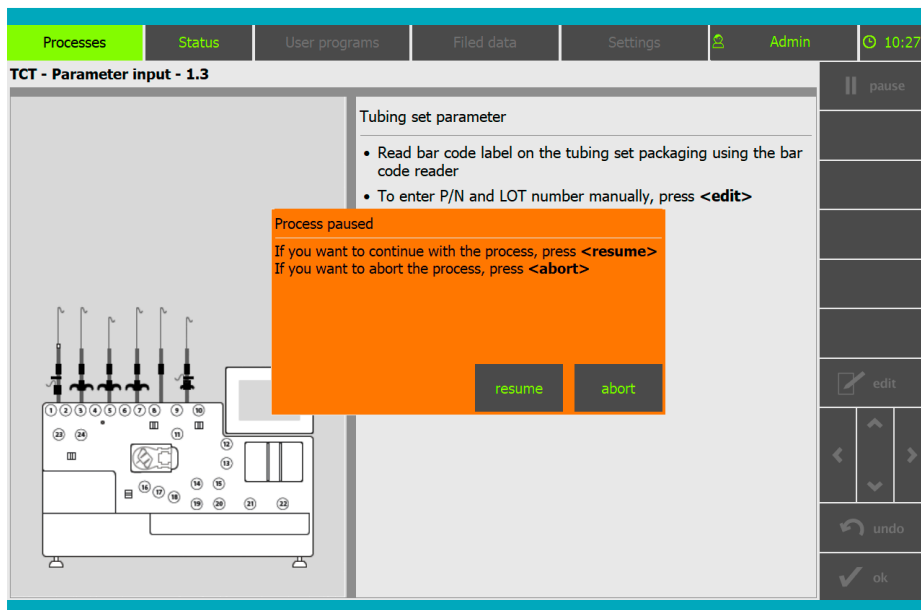 Processes
Status
User programs
Filed data
Settings
Admin
10:27
TCT - Parameter input - 1.3
pause
Tubing set parameter
• Read bar code label on the tubing set packaging using the bar
code reader
• To enter P/N and LOT number manually, press <edit>
Process paused
If you want to continue with the process, press <resume>
If you want to abort the process, press <abort>
resume
abort
edit
undo
ok
1 2 3 4 5 6 7 8 9 10
23 24 11
12
13
14 15
16 17 18
19 20 21 22